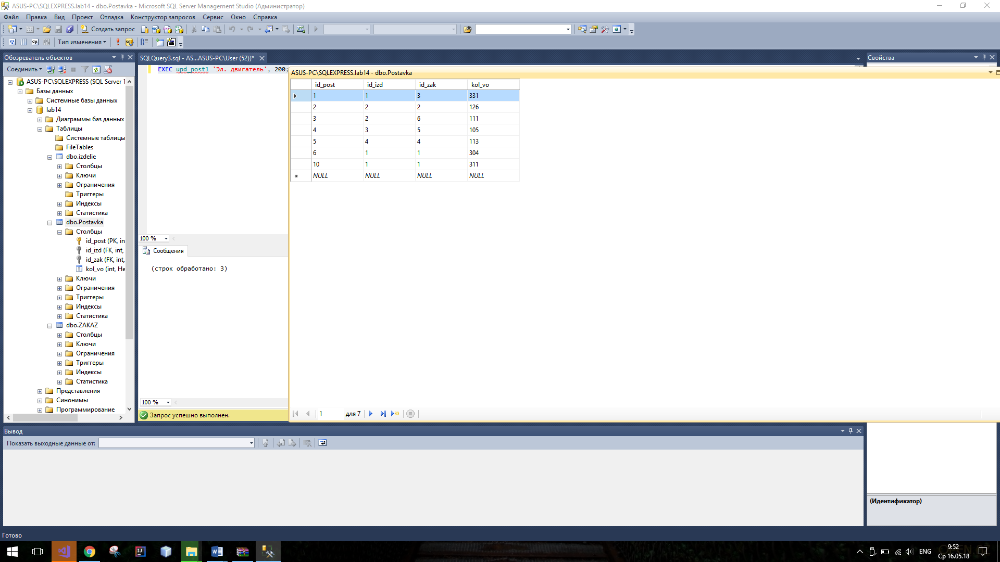 ASUS-PC\SQLEXPRESS.lab14 - dbo.Postavka - Microsoft SQL Server Management Studio (Администратор)
Файл Правка Вид Проект Отладка Конструктор запросов Сервис Окно Справка
Создать запрос
Тип изменения
Обозреватель объектов
Соединить
ASUS-PC\SQLEXPRESS (SQL Server 1
Базы данных
Системные базы данных
lab14
Диаграммы баз данных
Таблицы
Системные таблицы
FileTables
dbo.izdelie
Столбцы
Ключи
Ограничения
Триггеры
Индексы
Статистика
dbo.Postavka
Столбцы
id_post (PK, in
id_izd (FK, int,
id_zak (FK, int,
kol_vo (int, Не
Ключи
Ограничения
Триггеры
Индексы
Статистика
dbo.ZAKAZ
Столбцы
Ключи
Ограничения
Триггеры
Индексы
Статистика
Представления
Синонимы
Программирование
SQLQuery3.sql - AS...ASUS-PC\User (52))*
EXEC upd_post1 'Эл. двигатель', 200;
100 %
Сообщения
(строк обработано: 3)
100 %
Запрос успешно выполнен.
ASUS-PC\SQLEXPRESS.lab14 - dbo.Postavka
id_post id_izd id_zak kol_vo
1 1 3 331
2 2 2 126
3 2 6 111
4 3 5 105
5 4 4 113
6 1 1 304
10 1 1 311
NULL NULL NULL NULL
1 для 7
Свойства
(Идентификатор)
Вывод
Показать выходные данные от:
Готово
ENG
9:52
Ср 16.05.18